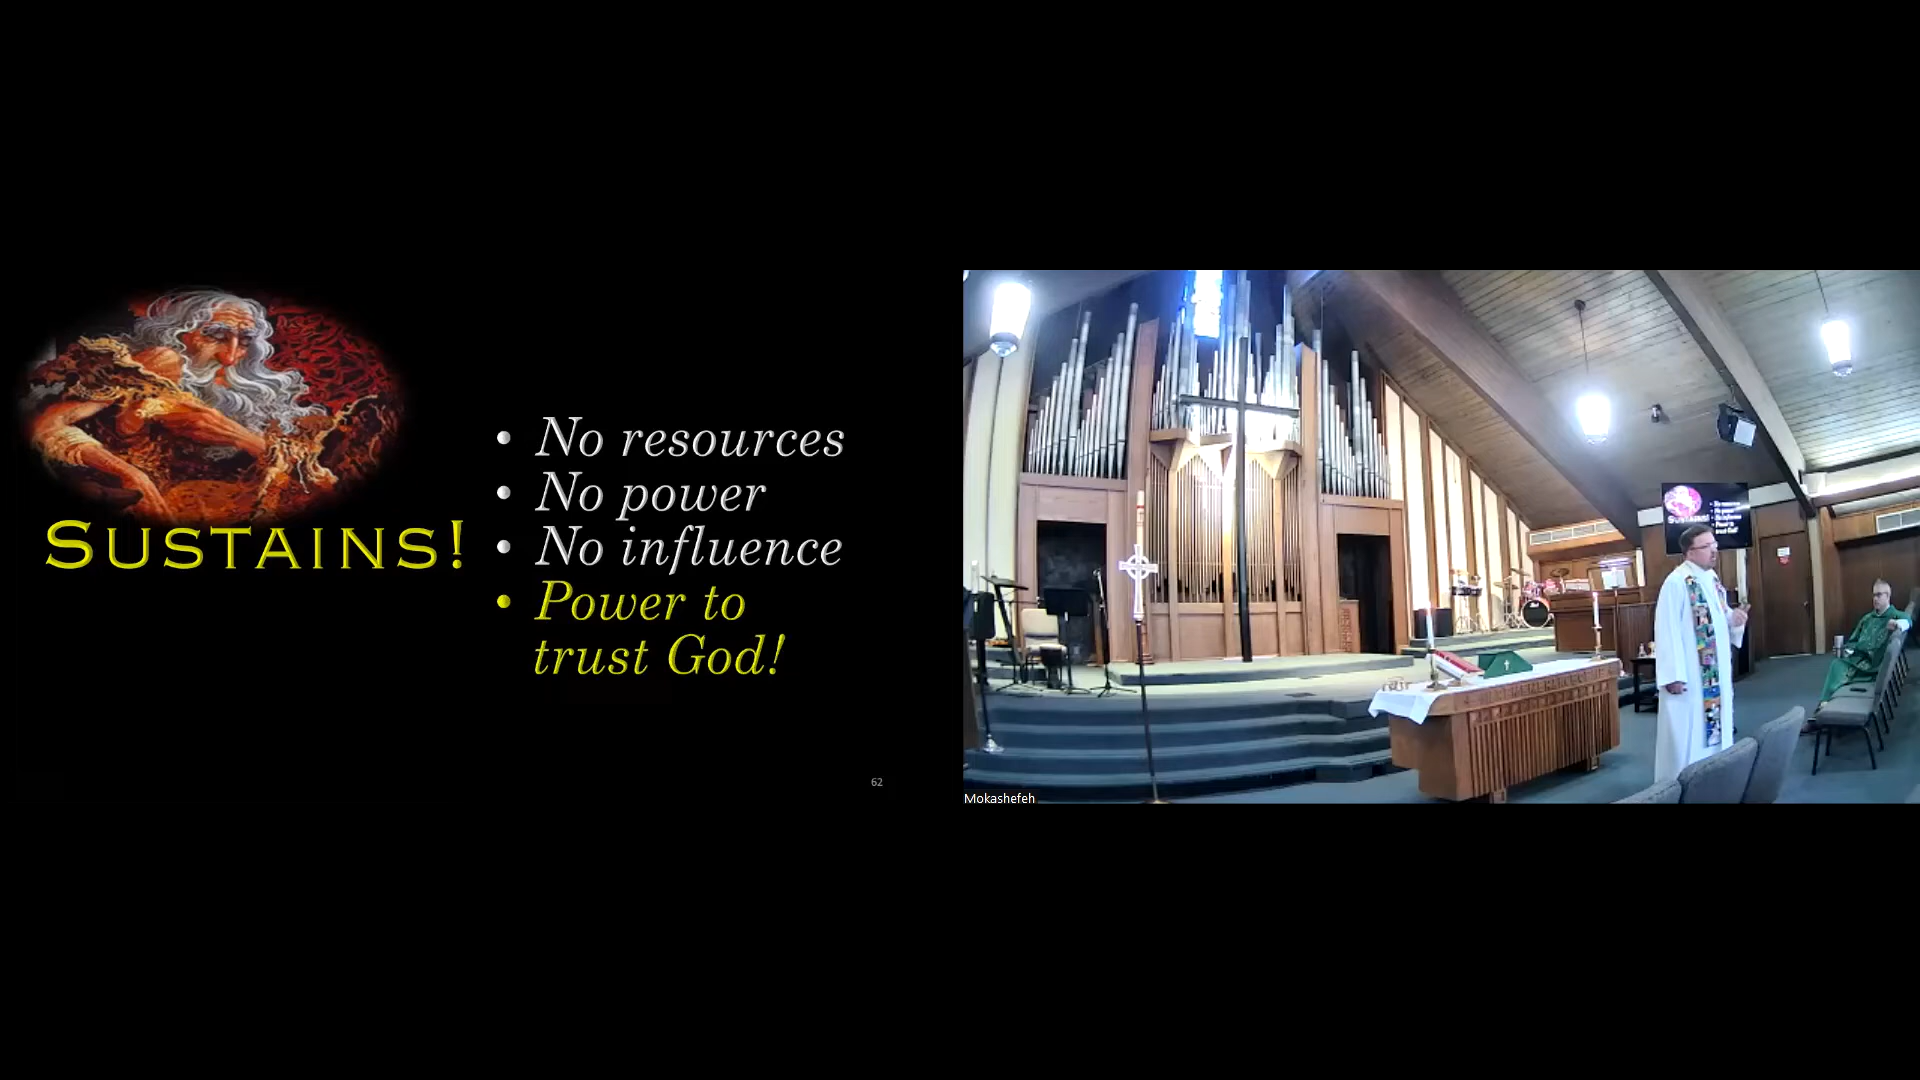 SUSTAINS!
• No resources
• No power
• No influence
• Power to
trust God!
62
Mokashefeh